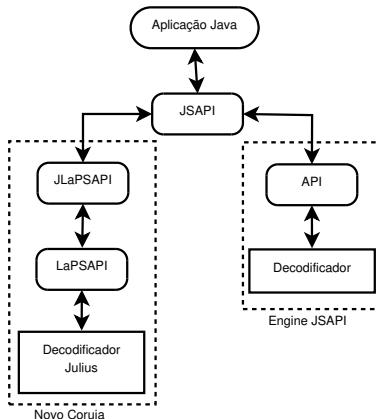 Aplicação Java
JSAPI
JLaPSAPI
API
LaPSAPI
Decodificador
Decodificador
Julius
Engine JSAPI
Novo Coruja